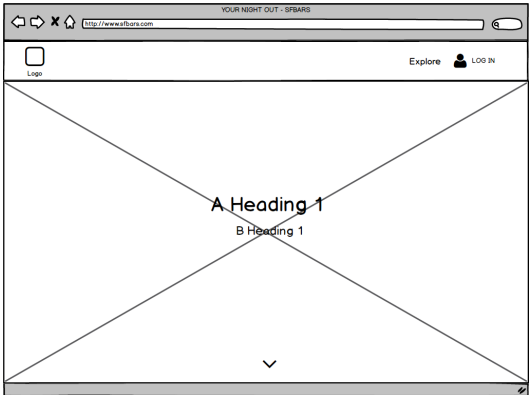 YOUR NIGHT OUT - SFBARS
http://www.sfbars.com
Logo
Explore
LOG IN
A Heading 1
B Heading 1